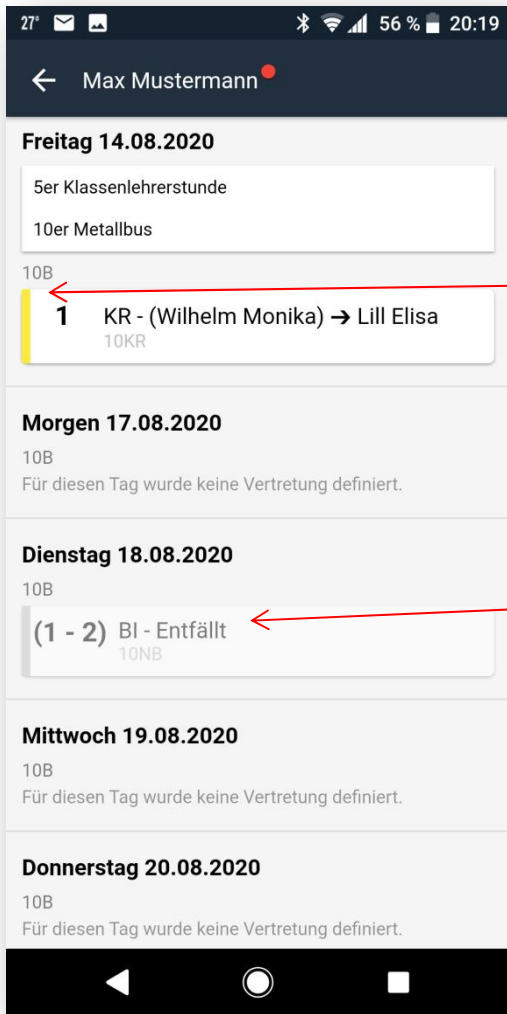 27° 56 % 20:19
Max Mustermann
Freitag 14.08.2020
5er Klassenlehrerstunde
10er Metallbus
10B
1 KR - (Wilhelm Monika) → Lill Elisa
10KR
Morgen 17.08.2020
10B
Für diesen Tag wurde keine Vertretung definiert.
Dienstag 18.08.2020
10B
(1 - 2) BI - Entfällt
10NB
Mittwoch 19.08.2020
10B
Für diesen Tag wurde keine Vertretung definiert.
Donnerstag 20.08.2020
10B
Für diesen Tag wurde keine Vertretung definiert.